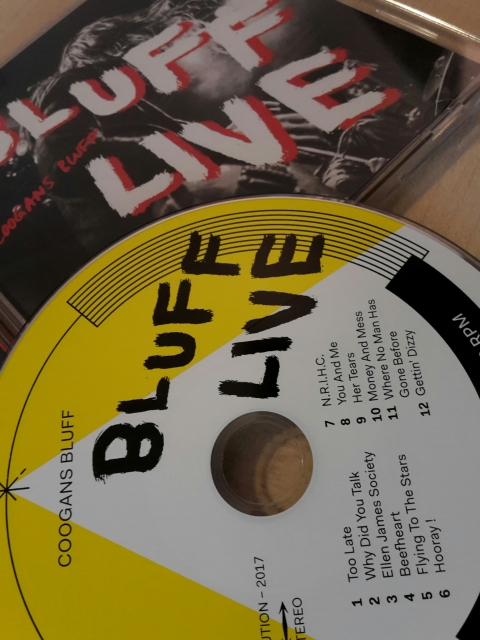 BLUFF
LIVE
COOGANS BLUFF
BLUFF
LIVE
COOGANS BLUFF
1 Too Late
2 Why Did You Talk
3 Ellen James Society
4 Beefheart
5 Flying To The Stars
6 Hooray !
7 N.R.I.H.C.
8 You And Me
9 Her Tears
10 Money And Mess
11 Where No Man Has
Gone Before
12 Gettin' Dizzy
UTION – 2017
TEREO
RPM